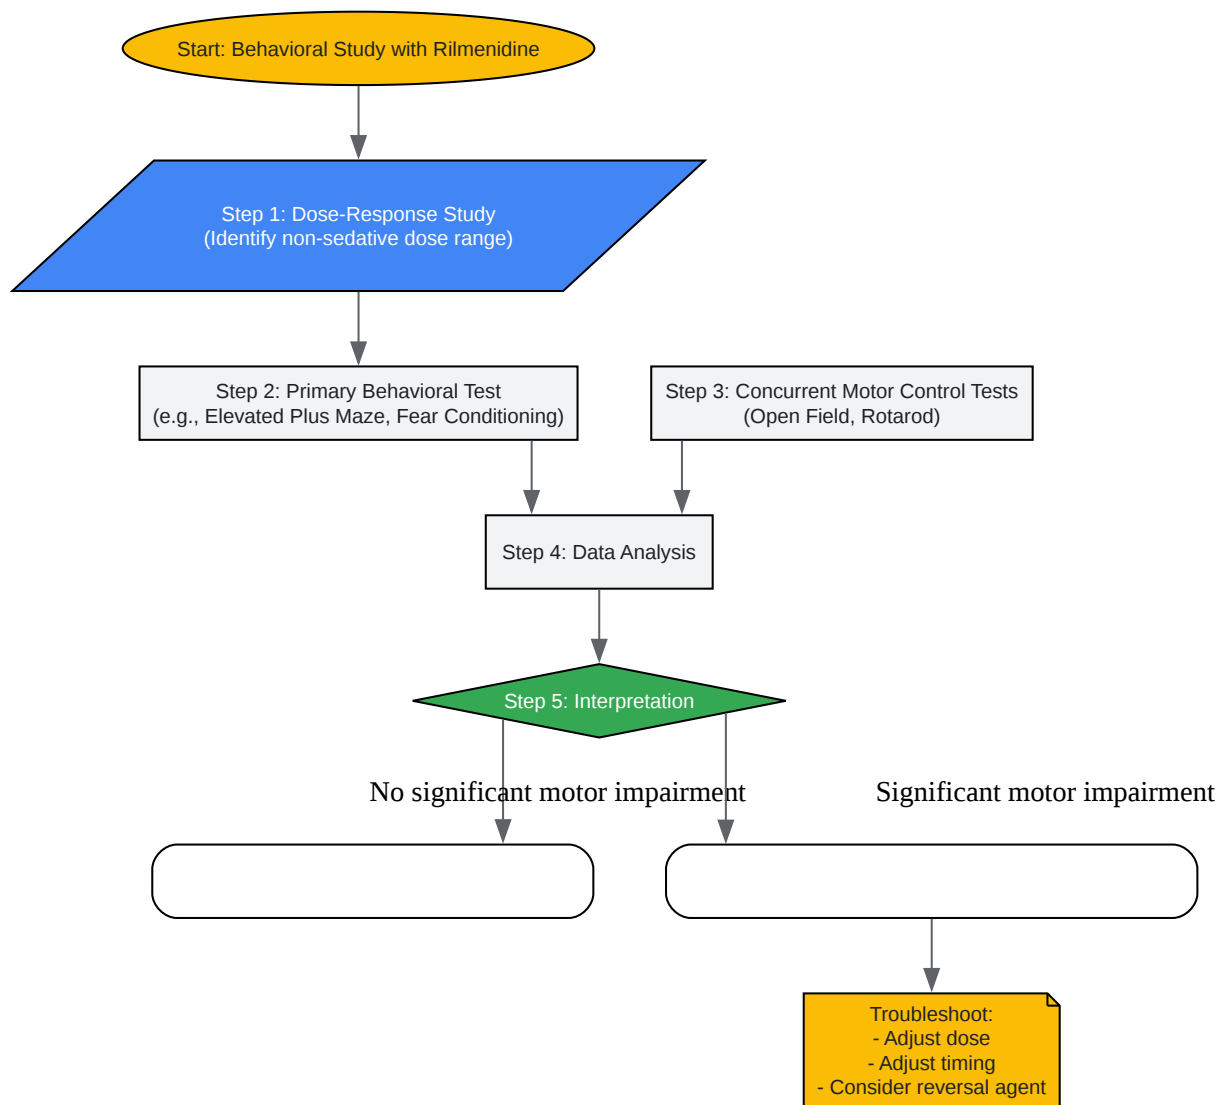 Start: Behavioral Study with Rilmenidine
Step 1: Dose-Response Study
(Identify non-sedative dose range)
Step 2: Primary Behavioral Test
(e.g., Elevated Plus Maze, Fear Conditioning)
Step 3: Concurrent Motor Control Tests
(Open Field, Rotarod)
Step 4: Data Analysis
Step 5: Interpretation
No significant motor impairment
Significant motor impairment
Troubleshoot:
- Adjust dose
- Adjust timing
- Consider reversal agent